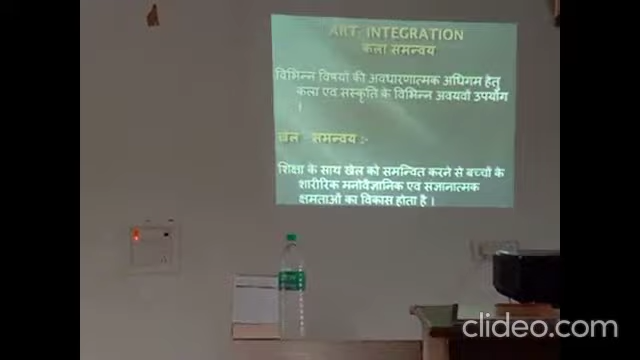 ART INTEGRATION
कला समन्वय
विभिन्न विषयों की अवधारणात्मक अधिगम हेतु
कला एवं संस्कृति के विभिन्न अवयवों उपयोग
।
खेल - समन्वय :-
शिक्षा के साथ खेल को समन्वित करने से बच्चों के
शारीरिक मनोवैज्ञानिक एवं संज्ञानात्मक
क्षमताओं का विकास होता है ।
clideo.com